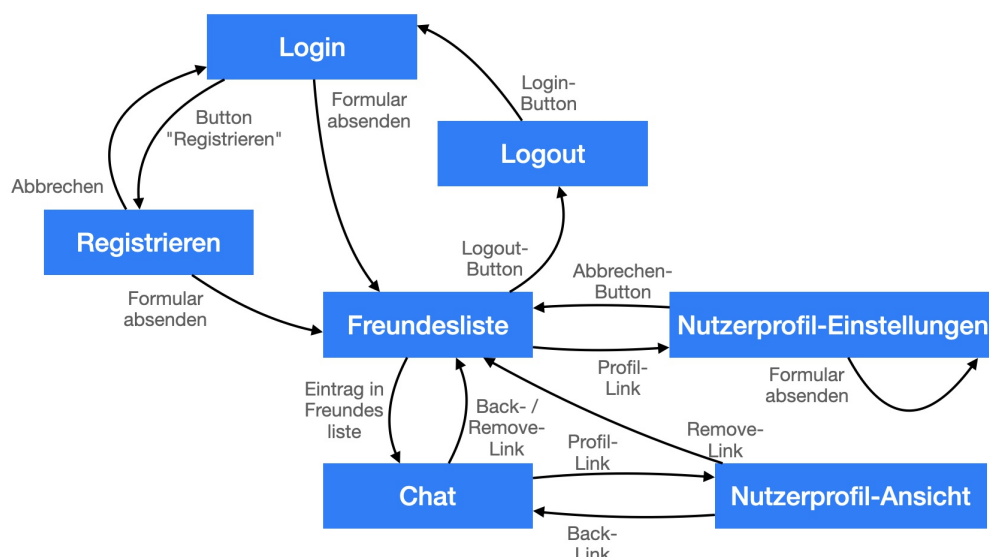 Login
Login-
Button
Formular
absenden
Button
"Registrieren"
Logout
Abbrechen
Registrieren
Logout-
Button
Abbrechen-
Button
Formular
absenden
Freundesliste
Nutzerprofil-Einstellungen
Profil-
Link
Formular
absenden
Eintrag in
Freundes
liste
Back- /
Remove-
Link
Profil-
Link
Remove-
Link
Chat
Nutzerprofil-Ansicht
Back-
Link